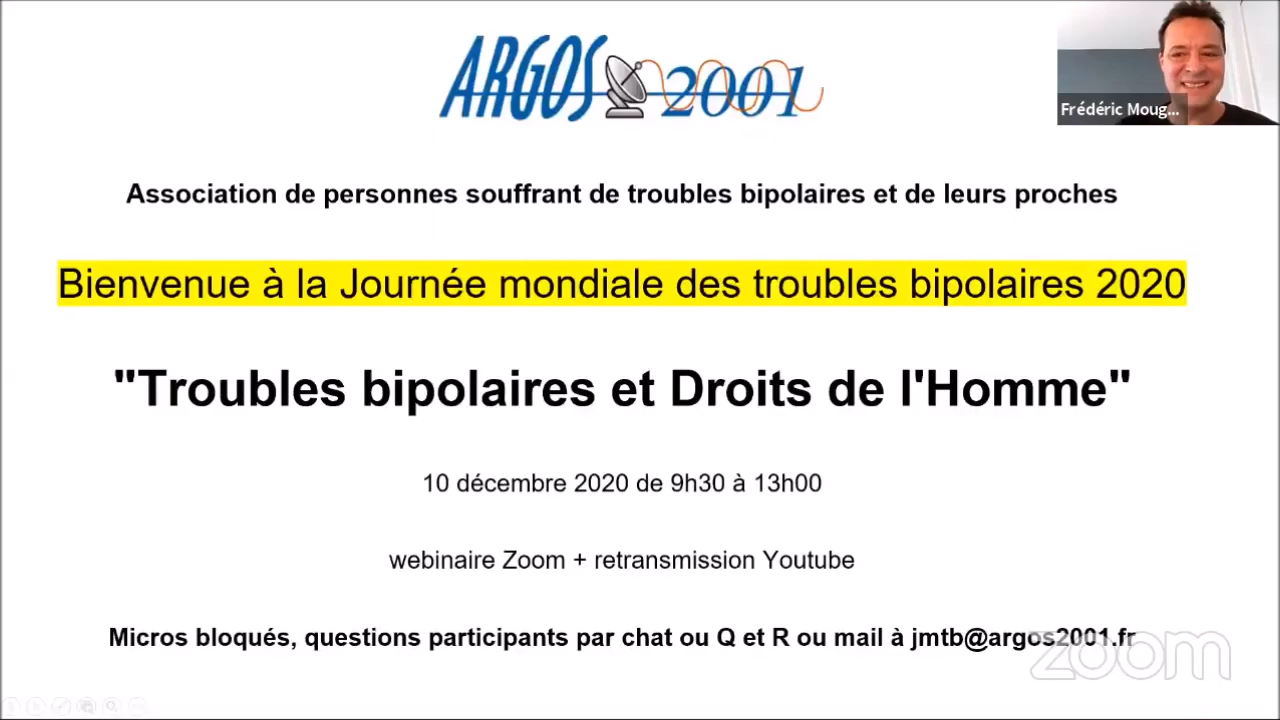 ARGOS 2001
Frédéric Moug...
Association de personnes souffrant de troubles bipolaires et de leurs proches
Bienvenue à la Journée mondiale des troubles bipolaires 2020
"Troubles bipolaires et Droits de l'Homme"
10 décembre 2020 de 9h30 à 13h00
webinaire Zoom + retransmission Youtube
Micros bloqués, questions participants par chat ou Q et R ou mail à jmtb@argos2001.fr
zoom